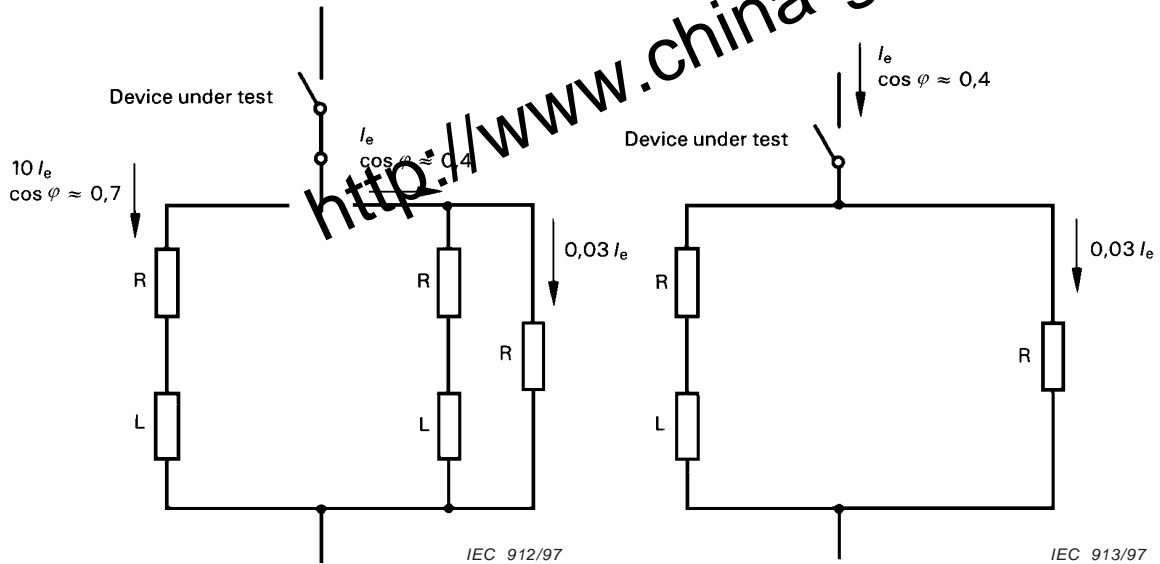 http://www.china-
Device under test
10 Ie
cos φ ≈ 0,7
Ie
cos φ ≈ 0,4
0,03 Ie
R
R
R
L
L
IEC 912/97
Ie
cos φ ≈ 0,4
Device under test
0,03 Ie
R
R
L
IEC 913/97